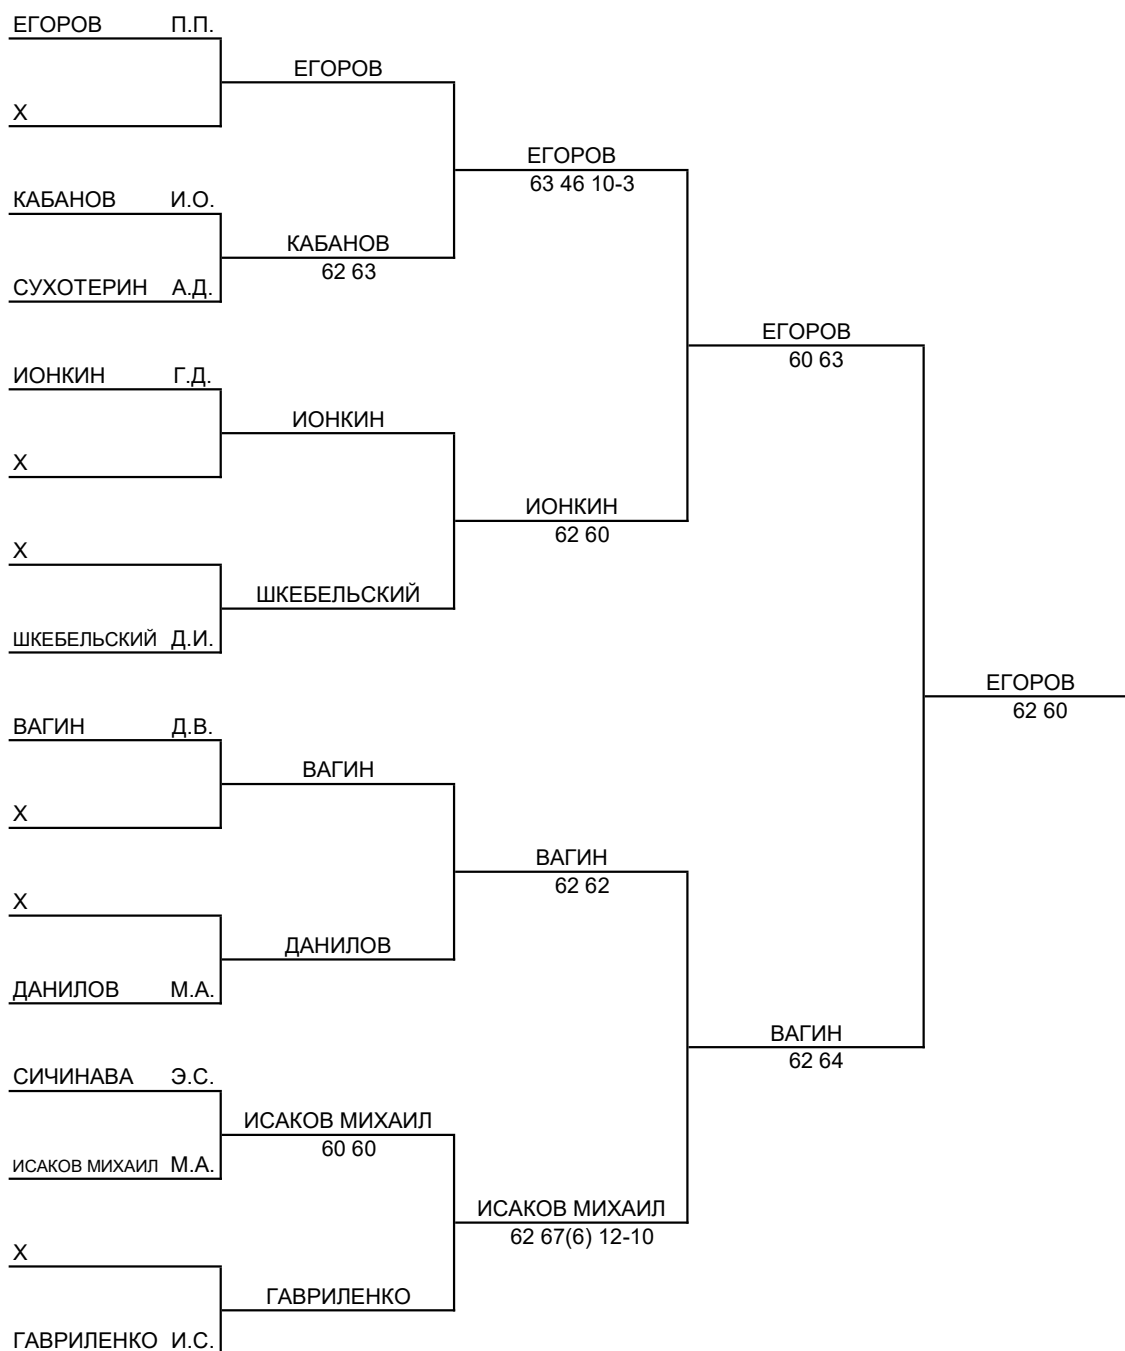 ЕГОРОВ П.П.
ЕГОРОВ
X
ЕГОРОВ
63 46 10-3
КАБАНОВ И.О.
КАБАНОВ
62 63
СУХОТЕРИН А.Д.
ЕГОРОВ
60 63
ИОНКИН Г.Д.
ИОНКИН
X
ИОНКИН
62 60
X
ШКЕБЕЛЬСКИЙ
ШКЕБЕЛЬСКИЙ Д.И.
ЕГОРОВ
62 60
ВАГИН Д.В.
ВАГИН
X
ВАГИН
62 62
X
ДАНИЛОВ
ДАНИЛОВ М.А.
ВАГИН
62 64
СИЧИНАВА Э.С.
ИСАКОВ МИХАИЛ
60 60
ИСАКОВ МИХАИЛ М.А.
ИСАКОВ МИХАИЛ
62 67(6) 12-10
X
ГАВРИЛЕНКО
ГАВРИЛЕНКО И.С.